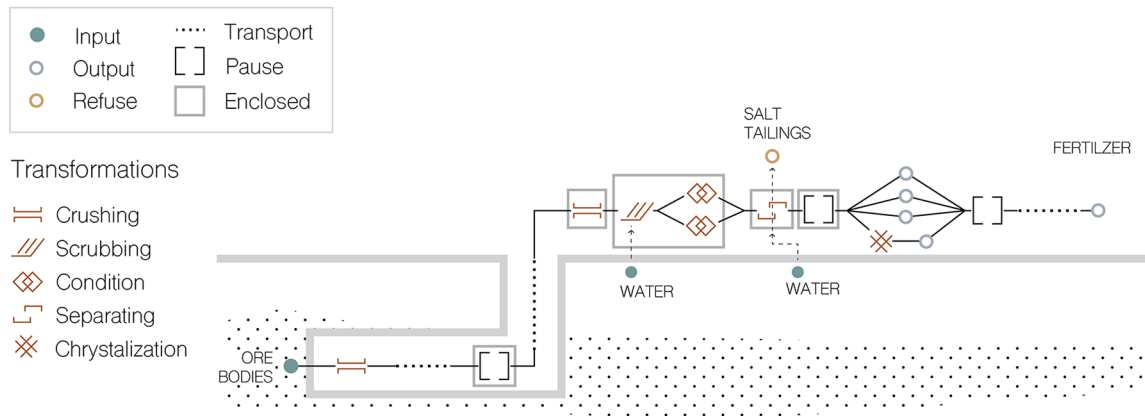 Input
Output
Refuse
Transport
Pause
Enclosed
Transformations
Crushing
Scrubbing
Condition
Separating
Chrystalization
SALT
TAILINGS
FERTILZER
WATER
WATER
ORE
BODIES